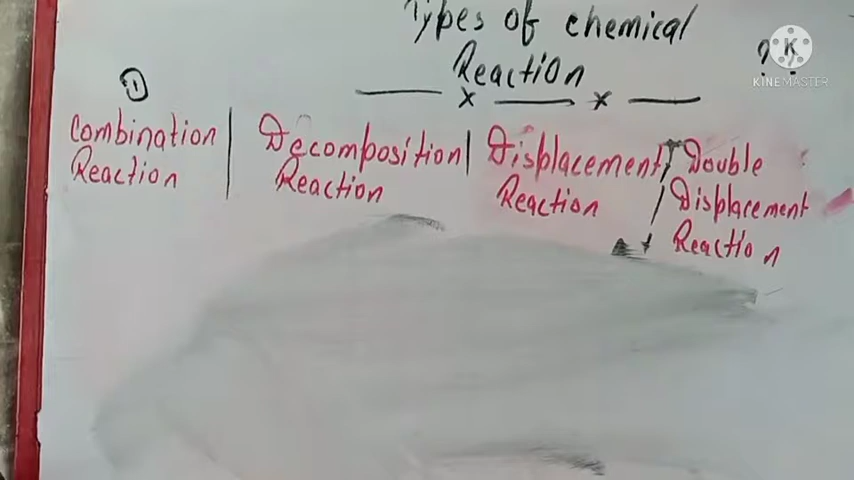 Types of chemical
Reaction
? K
KINEMASTER
①
Combination
Reaction
Decomposition
Reaction
Displacement
Reaction
Double
Displacement
Reaction